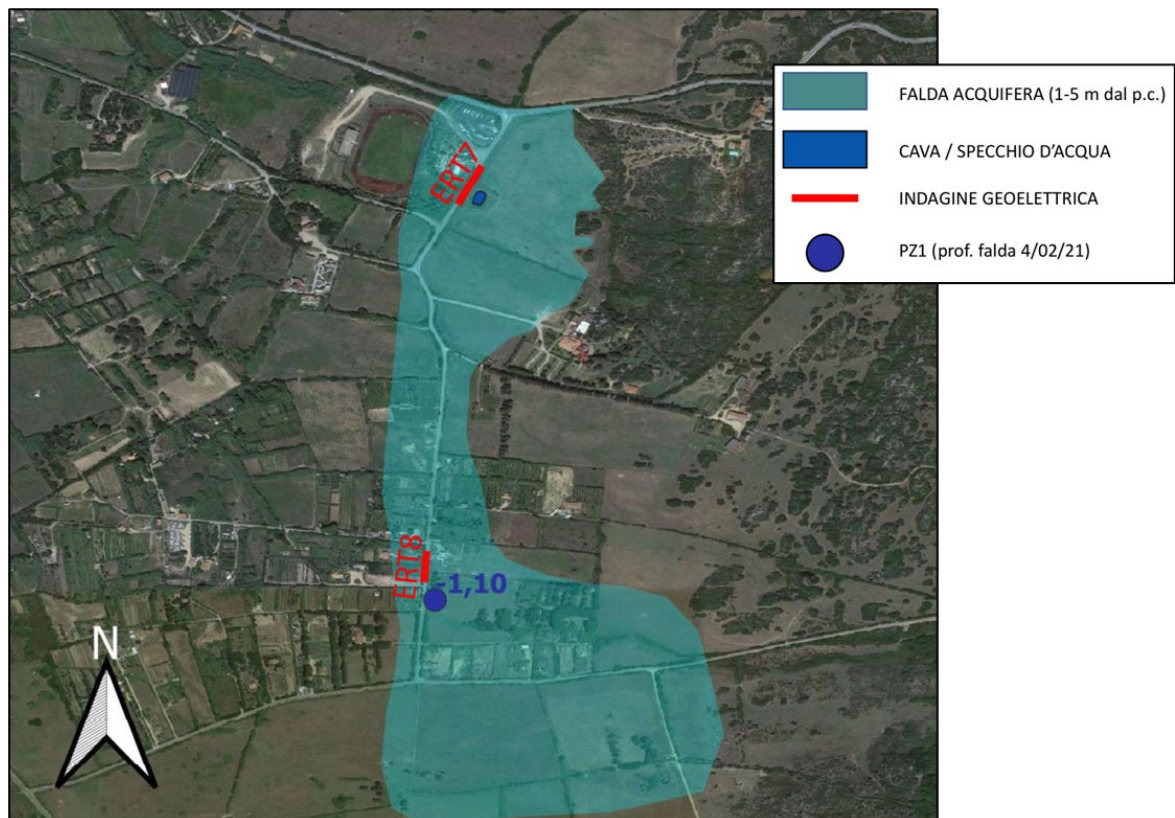 FALDA ACQUIFERA (1-5 m dal p.c.)
CAVA / SPECCHIO D'ACQUA
INDAGINE GEOELETTRICA
PZ1 (prof. falda 4/02/21)
ERT7
ERT8
-1,10
N